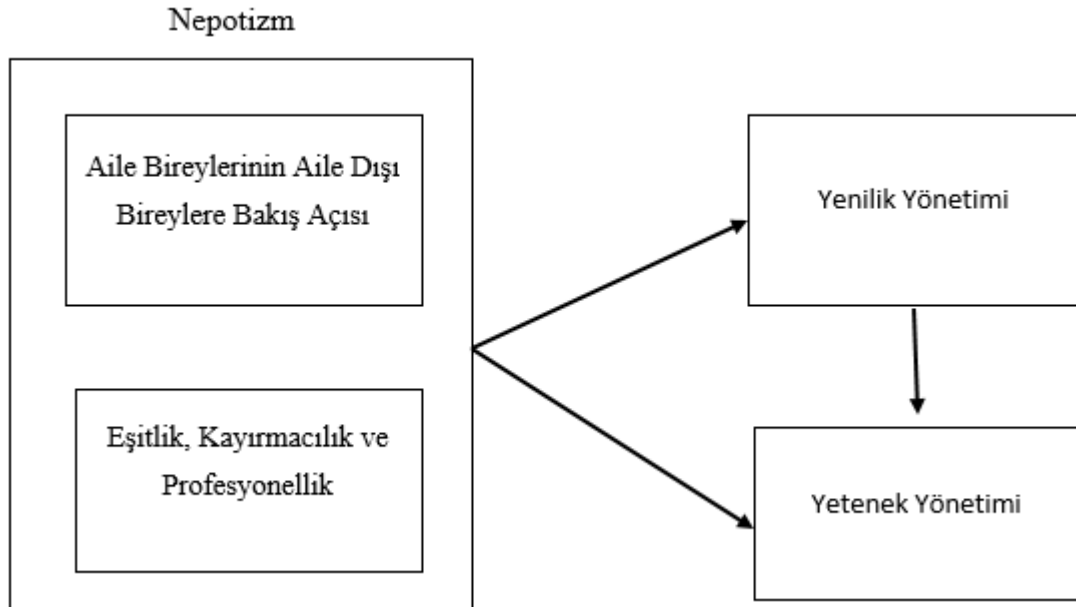 Nepotizm
Aile Bireylerinin Aile Dışı
Bireylere Bakış Açısı
Eşitlik, Kayırmacılık ve
Profesyonellik
Yenilik Yönetimi
Yetenek Yönetimi